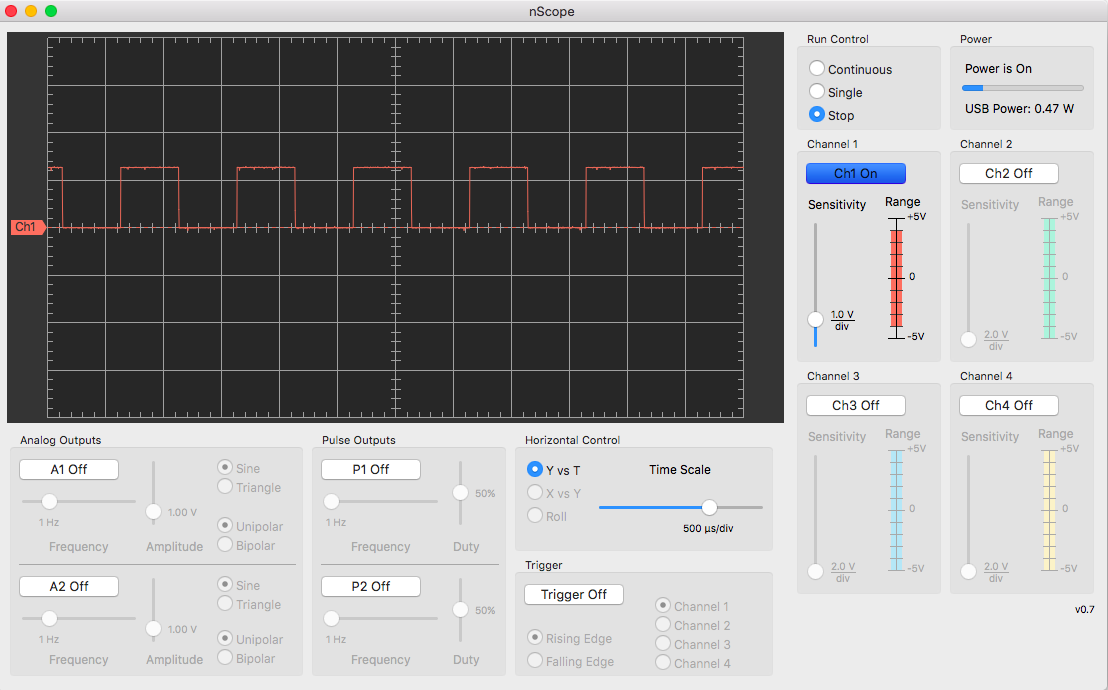 nScope
Ch1
Run Control
Continuous
Single
Stop
Power
Power is On
USB Power: 0.47 W
Channel 1
Ch1 On
Sensitivity
Range
+5V
0
-5V
1.0 V
div
Channel 2
Ch2 Off
Sensitivity
Range
+5V
0
-5V
2.0 V
div
Channel 3
Ch3 Off
Sensitivity
Range
+5V
0
-5V
2.0 V
div
Channel 4
Ch4 Off
Sensitivity
Range
+5V
0
-5V
2.0 V
div
Analog Outputs
A1 Off
1 Hz
Frequency
1.00 V
Amplitude
Sine
Triangle
Unipolar
Bipolar
A2 Off
1 Hz
Frequency
1.00 V
Amplitude
Sine
Triangle
Unipolar
Bipolar
Pulse Outputs
P1 Off
1 Hz
Frequency
50%
Duty
P2 Off
1 Hz
Frequency
50%
Duty
Horizontal Control
Y vs T
X vs Y
Roll
Time Scale
500 µs/div
Trigger
Trigger Off
Rising Edge
Falling Edge
Channel 1
Channel 2
Channel 3
Channel 4
v0.7